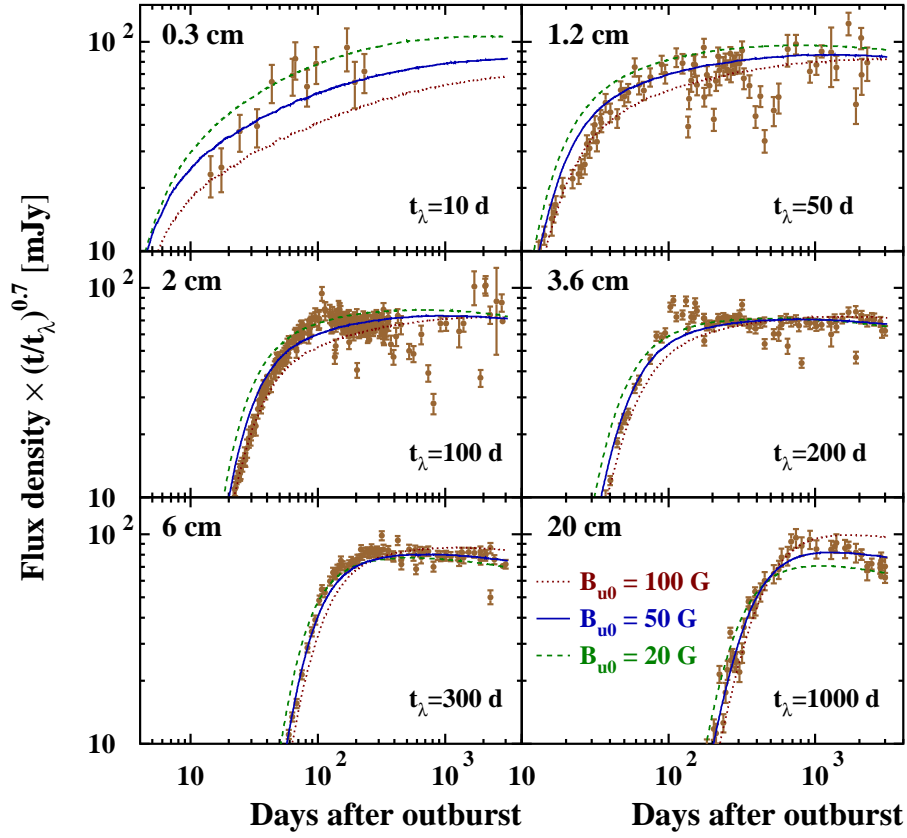 Flux density × (t/t_λ)^0.7 [mJy]
10^2
10
0.3 cm
t_λ=10 d
1.2 cm
t_λ=50 d
10^2
10
2 cm
t_λ=100 d
3.6 cm
t_λ=200 d
10^2
10
6 cm
t_λ=300 d
20 cm
B_u0 = 100 G
B_u0 = 50 G
B_u0 = 20 G
t_λ=1000 d
10 10^2 10^3 10 10^2 10^3
Days after outburst Days after outburst